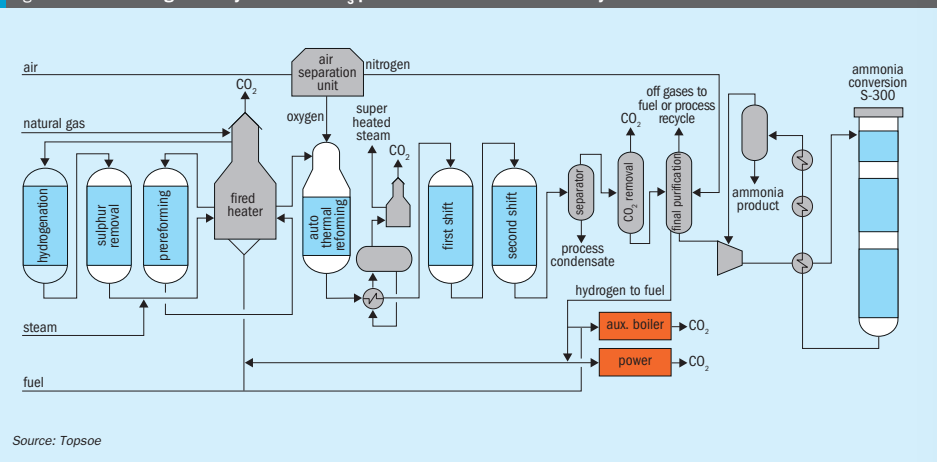 air
air
separation
unit
nitrogen
CO₂
natural gas
oxygen
super
heated
steam
CO₂
CO₂
off gases to
fuel or process
recycle
ammonia
conversion
S-300
hydrogenation
sulphur
removal
prereforming
fired
heater
auto
thermal
reforming
first shift
second shift
separator
CO₂ removal
final purification
ammonia
product
process
condensate
hydrogen to fuel
steam
aux. boiler
CO₂
power
CO₂
fuel
Source: Topsoe